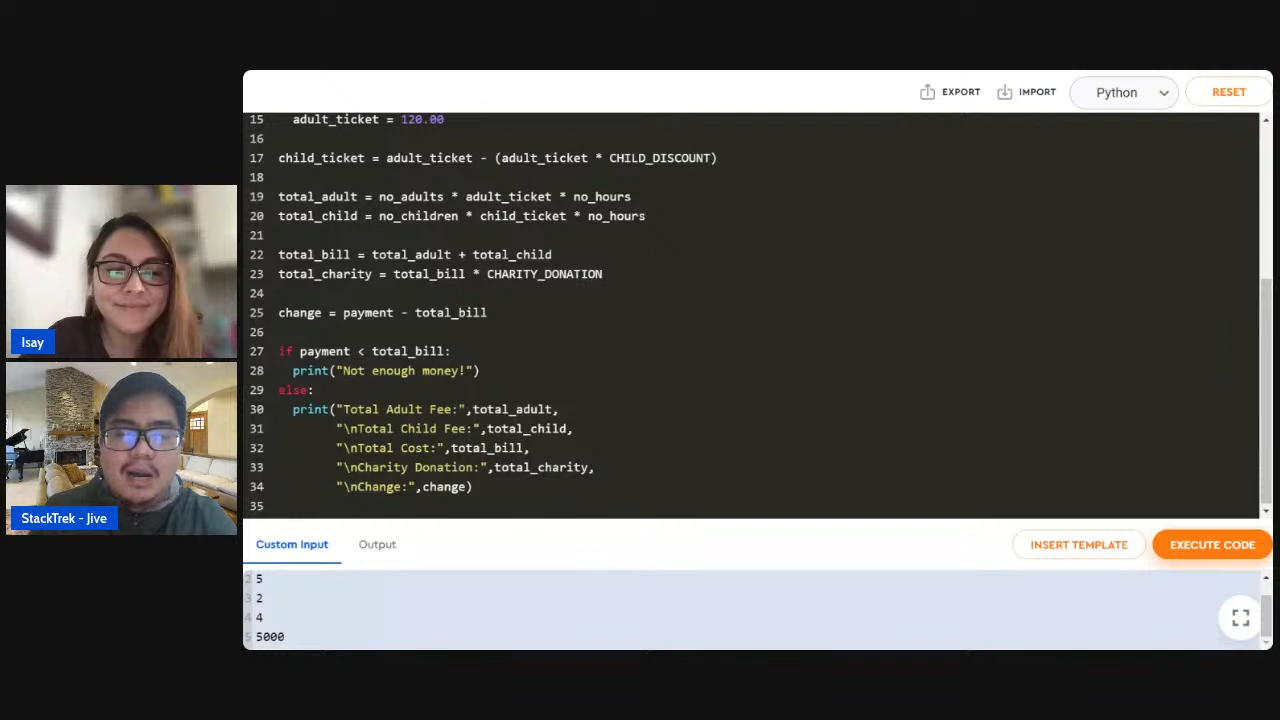 EXPORT
IMPORT
Python
RESET
15 adult_ticket = 120.00
16
17 child_ticket = adult_ticket - (adult_ticket * CHILD_DISCOUNT)
18
19 total_adult = no_adults * adult_ticket * no_hours
20 total_child = no_children * child_ticket * no_hours
21
22 total_bill = total_adult + total_child
23 total_charity = total_bill * CHARITY_DONATION
24
25 change = payment - total_bill
26
27 if payment < total_bill:
28 print("Not enough money!")
29 else:
30 print("Total Adult Fee:",total_adult,
31 "\nTotal Child Fee:",total_child,
32 "\nTotal Cost:",total_bill,
33 "\nCharity Donation:",total_charity,
34 "\nChange:",change)
35
Isay
StackTrek - Jive
Custom Input
Output
INSERT TEMPLATE
EXECUTE CODE
2 5
3 2
4 4
5 5000